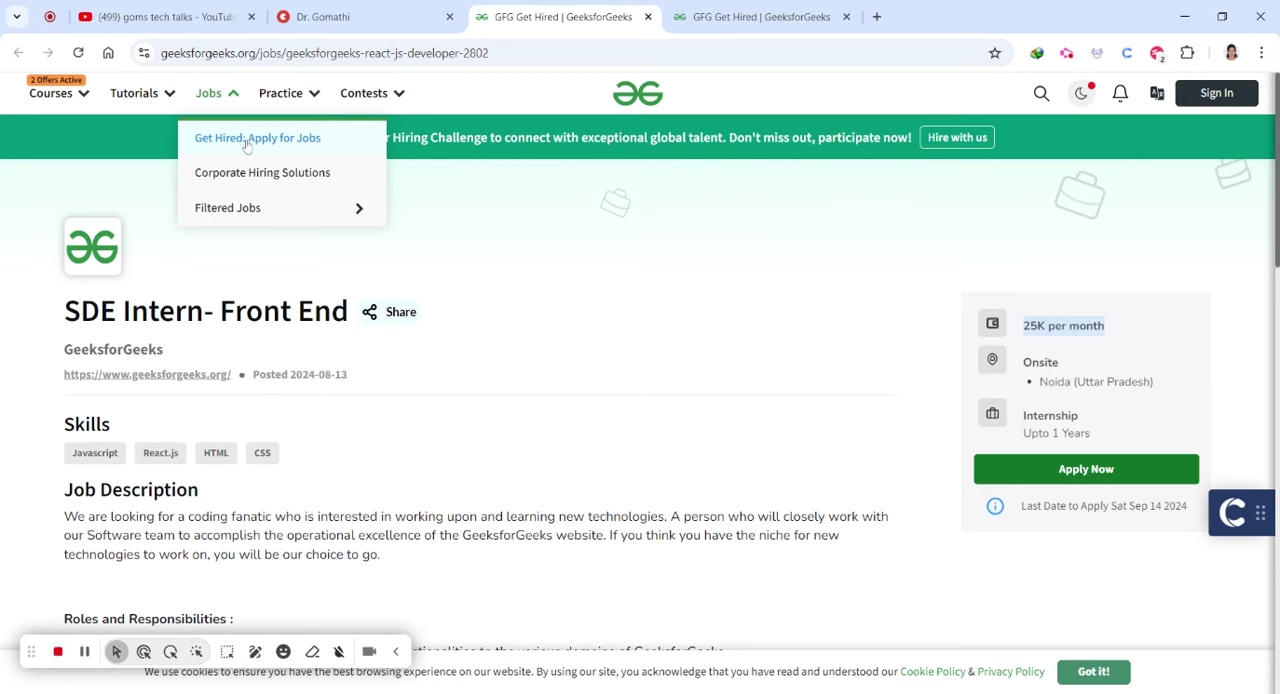 (499) goms tech talks - YouTub
Dr. Gomathi
GFG Get Hired | GeeksforGeeks
GFG Get Hired | GeeksforGeeks
geeksforgeeks.org/jobs/geeksforgeeks-react-js-developer-2802
2
2 Offers Active
Courses
Tutorials
Jobs
Practice
Contests
Sign In
Get Hired: Apply for Jobs
Corporate Hiring Solutions
Filtered Jobs
r Hiring Challenge to connect with exceptional global talent. Don't miss out, participate now!
Hire with us
SDE Intern- Front End
Share
GeeksforGeeks
https://www.geeksforgeeks.org/ ● Posted 2024-08-13
Skills
Javascript React.js HTML CSS
Job Description
We are looking for a coding fanatic who is interested in working upon and learning new technologies. A person who will closely work with
our Software team to accomplish the operational excellence of the GeeksforGeeks website. If you think you have the niche for new
technologies to work on, you will be our choice to go.
Roles and Responsibilities :
25K per month
Onsite
• Noida (Uttar Pradesh)
Internship
Upto 1 Years
Apply Now
Last Date to Apply Sat Sep 14 2024
We use cookies to ensure you have the best browsing experience on our website. By using our site, you acknowledge that you have read and understood our Cookie Policy & Privacy Policy
Got it!